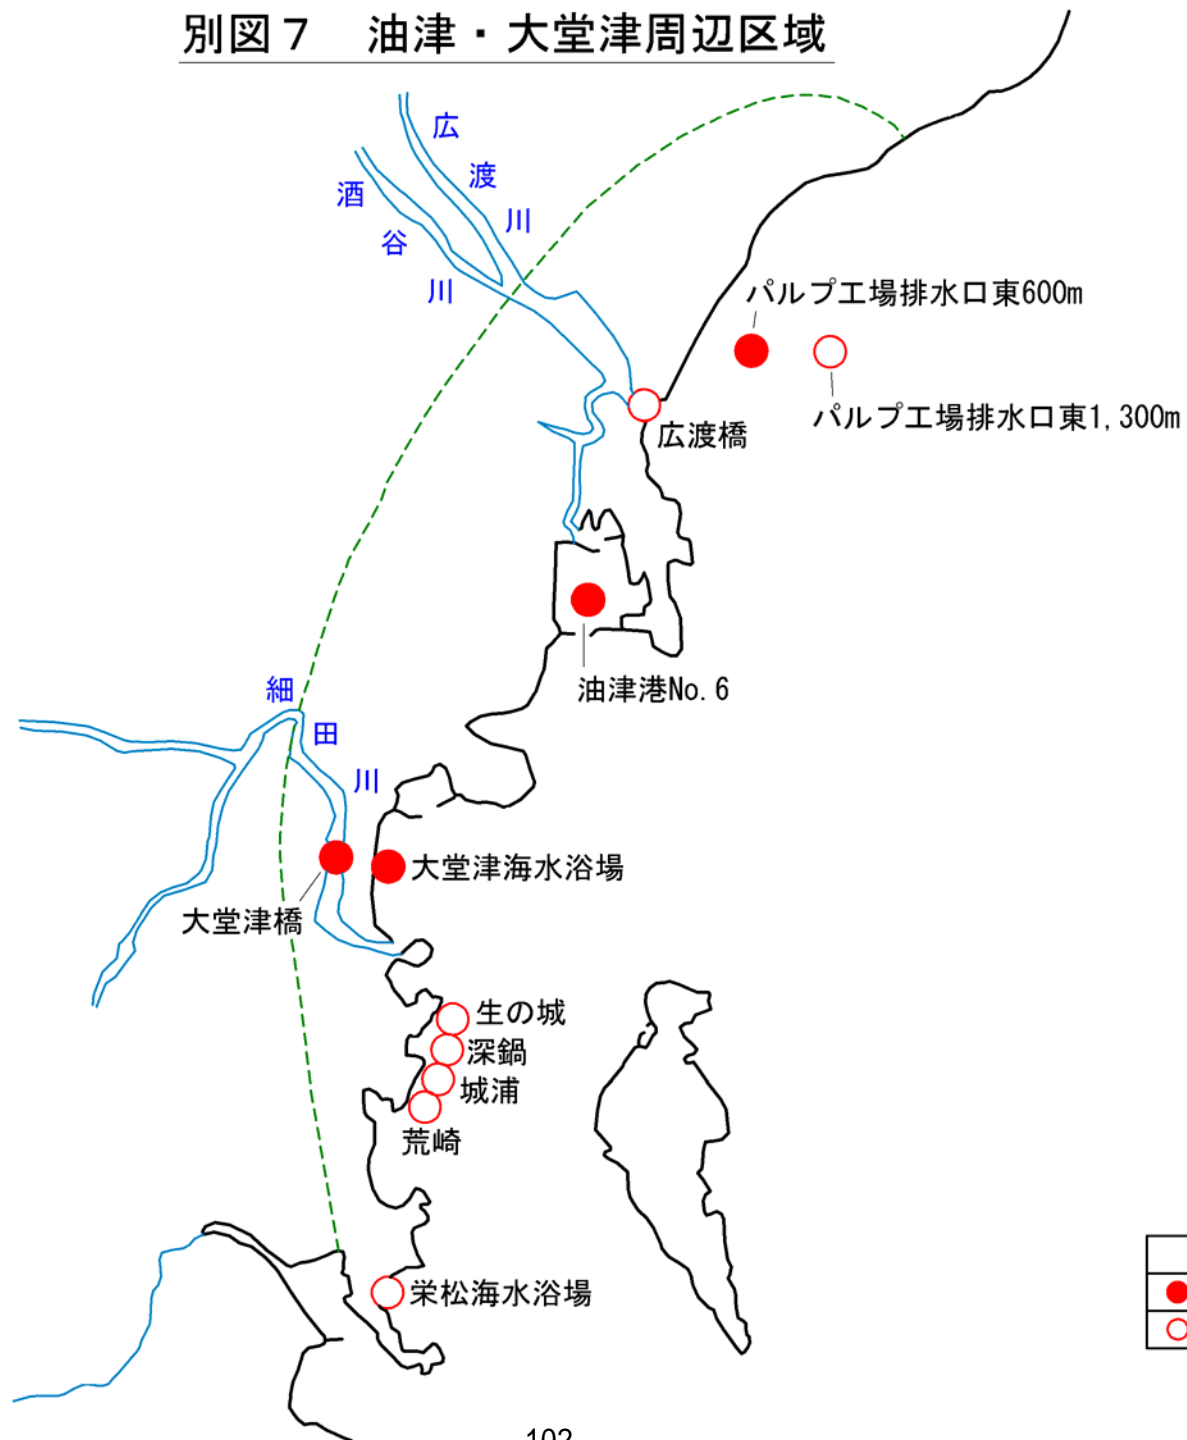 別図７　油津・大堂津周辺区域
広渡川
酒谷川
パルプ工場排水口東600m
パルプ工場排水口東1,300m
広渡橋
油津港No.6
細田川
大堂津海水浴場
大堂津橋
生の城
深鍋
城浦
荒崎
栄松海水浴場
102